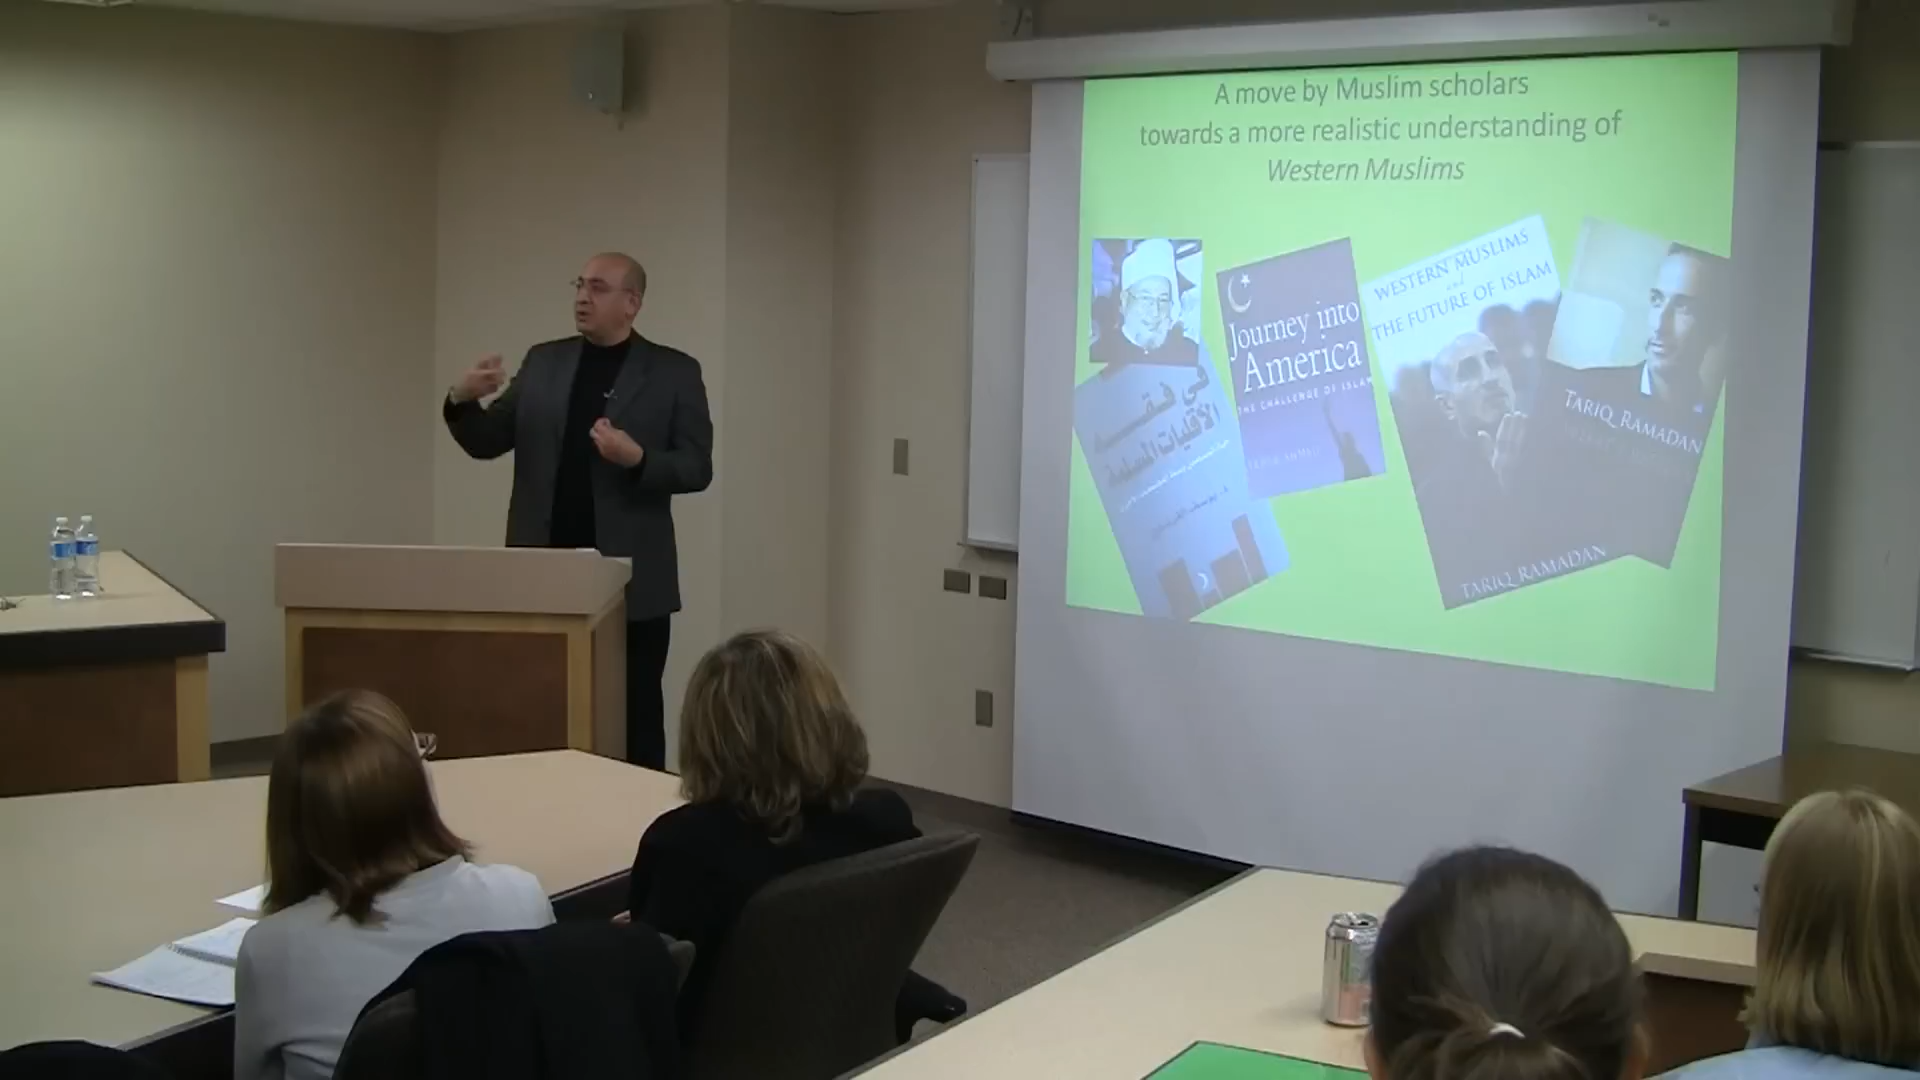 A move by Muslim scholars
towards a more realistic understanding of
Western Muslims
Journey into
America
THE CHALLENGE OF ISLAM
WESTERN MUSLIMS
and
THE FUTURE OF ISLAM
TARIQ RAMADAN
TARIQ RAMADAN
في فقه
الأقليات المسلمة